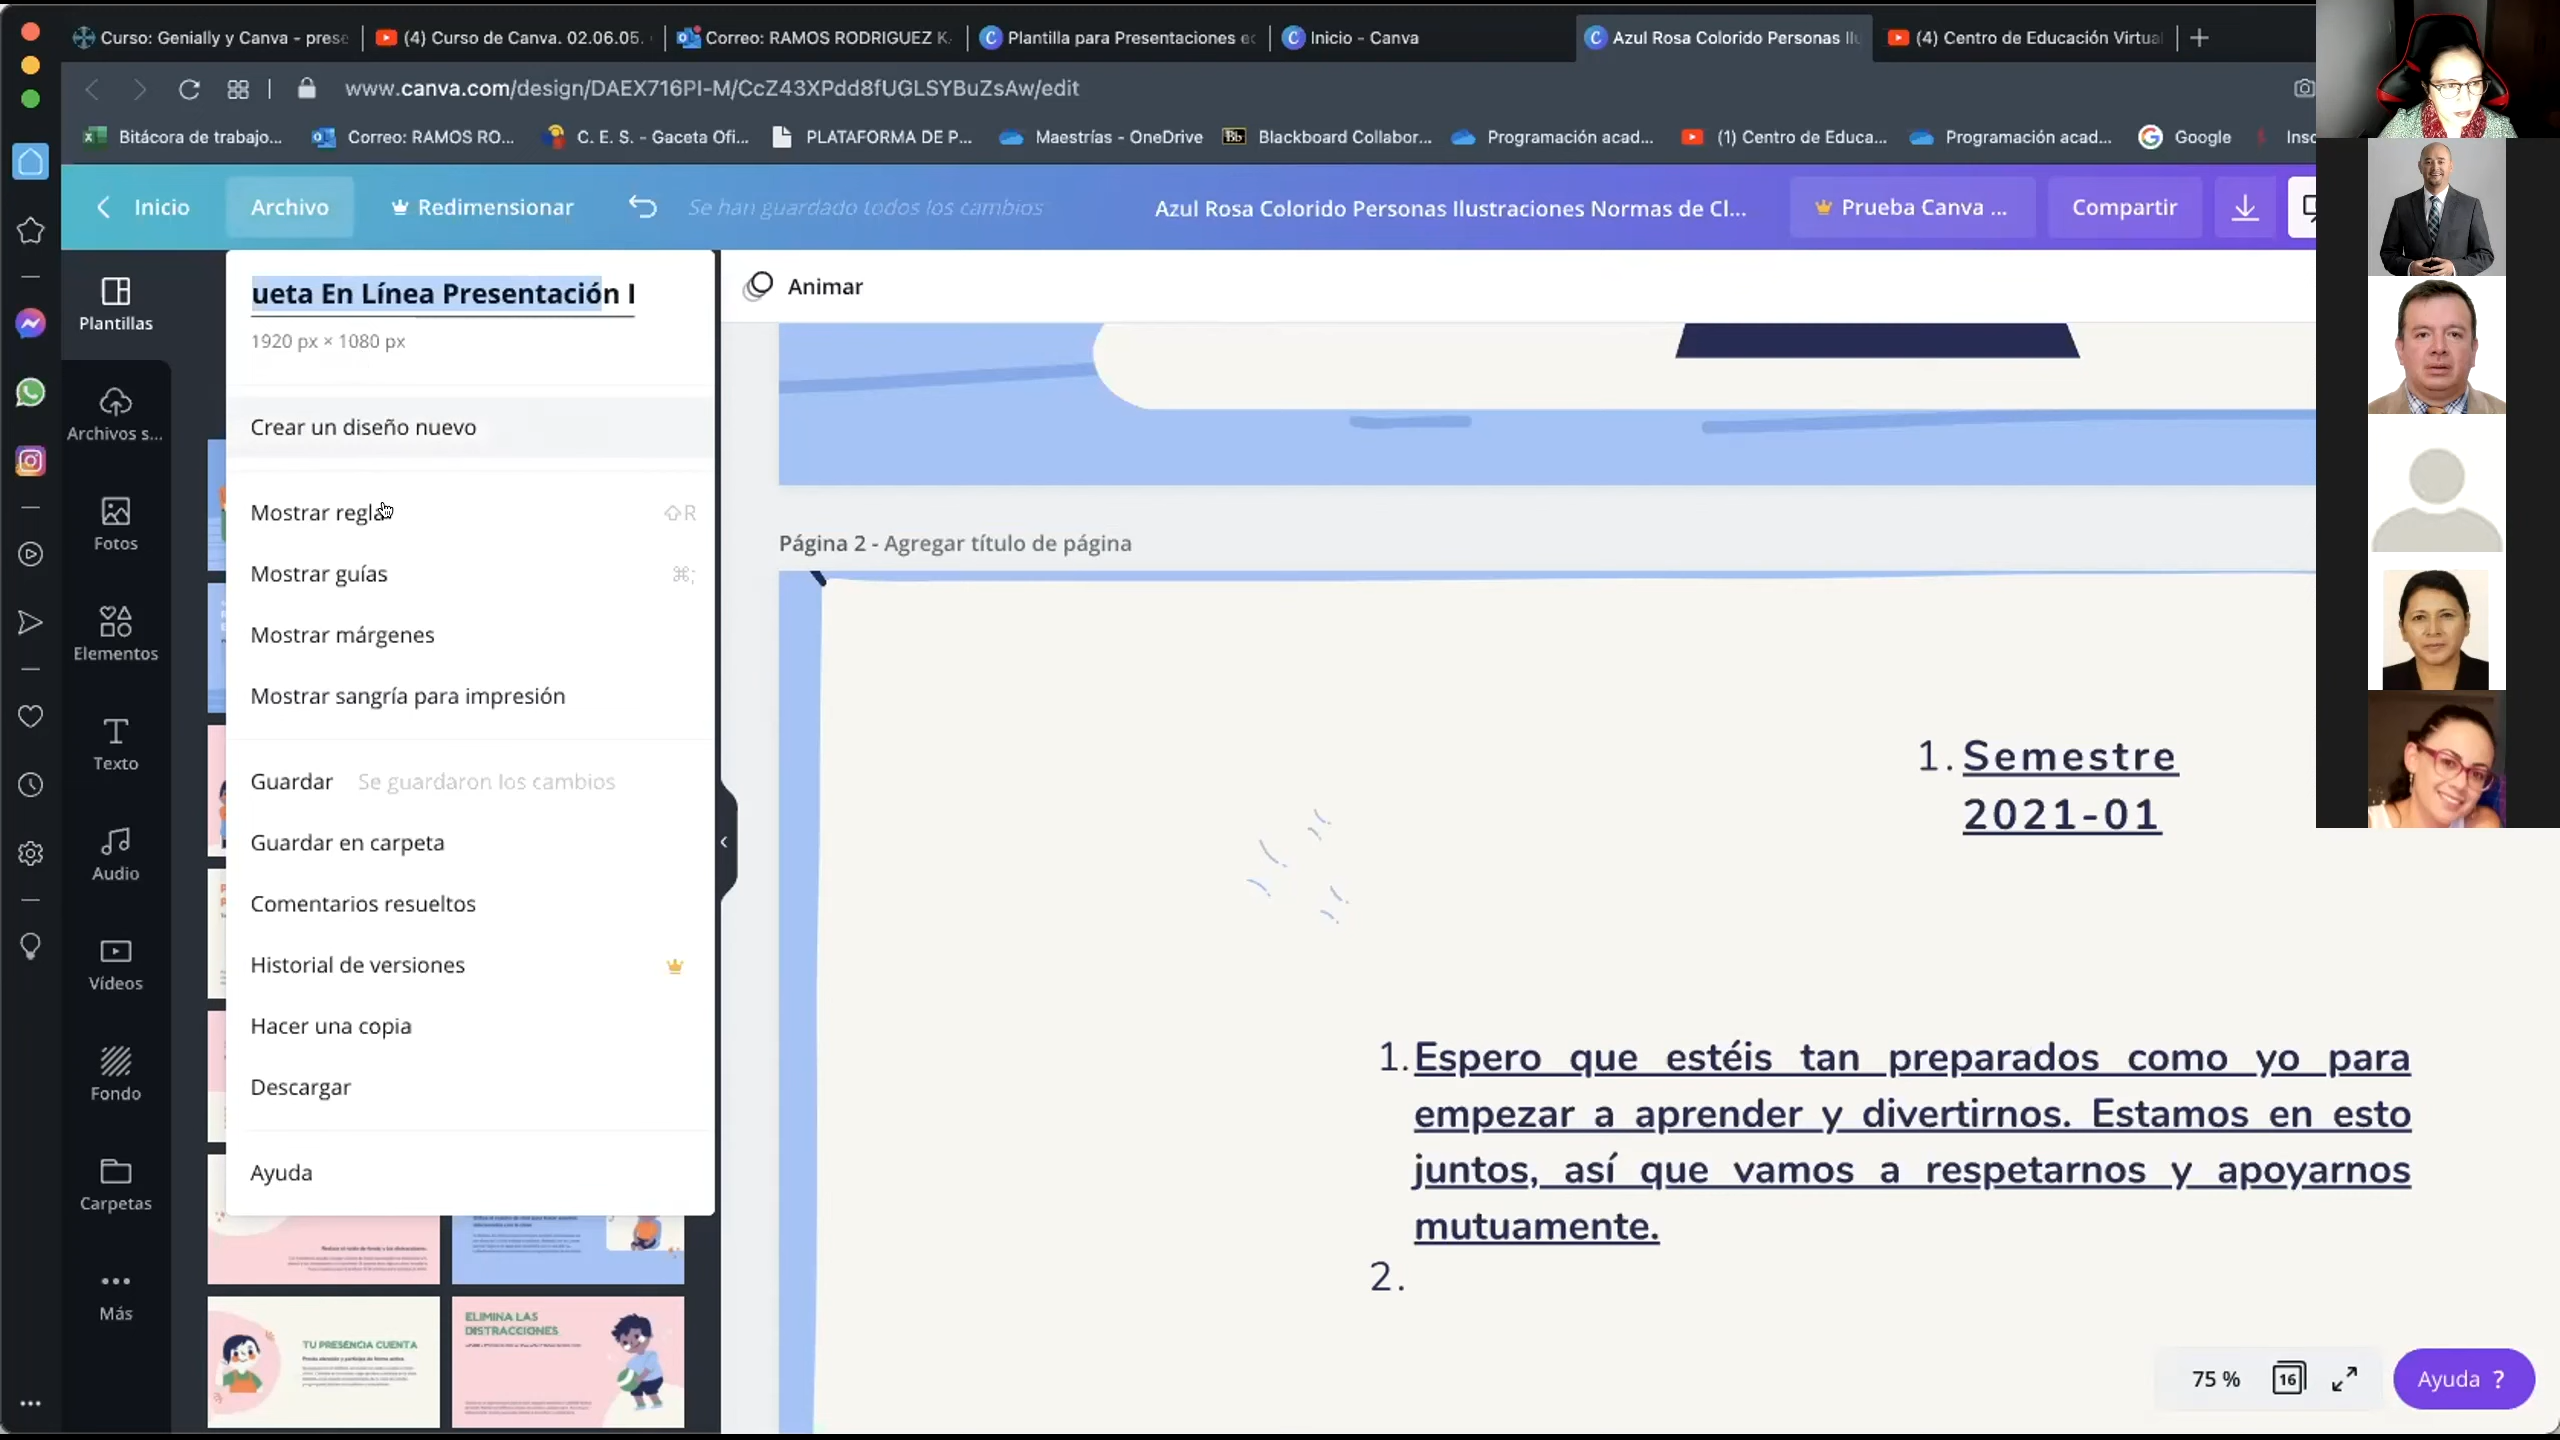 Curso: Genially y Canva - prese
(4) Curso de Canva. 02.06.05.
Correo: RAMOS RODRIGUEZ K
Plantilla para Presentaciones ec
Inicio - Canva
Azul Rosa Colorido Personas Ilu
(4) Centro de Educación Virtual
www.canva.com/design/DAEX716PI-M/CcZ43XPdd8fUGLSYBuZsAw/edit
Bitácora de trabajo...
Correo: RAMOS RO...
C. E. S. - Gaceta Ofi...
PLATAFORMA DE P...
Maestrías - OneDrive
Bb
Blackboard Collabor...
Programación acad...
(1) Centro de Educa...
Programación acad...
Google
Insc
Inicio
Archivo
Redimensionar
Se han guardado todos los cambios
Azul Rosa Colorido Personas Ilustraciones Normas de Cl...
Prueba Canva ...
Compartir
Plantillas
Archivos s...
Fotos
Elementos
Texto
Audio
Vídeos
Fondo
Carpetas
Más
ueta En Línea Presentación I
1920 px × 1080 px
Crear un diseño nuevo
Mostrar regla
⇧R
Mostrar guías
⌘;
Mostrar márgenes
Mostrar sangría para impresión
Guardar Se guardaron los cambios
Guardar en carpeta
Comentarios resueltos
Historial de versiones
Hacer una copia
Descargar
Ayuda
TU PRESENCIA CUENTA
ELIMINA LAS
DISTRACCIONES
Animar
Página 2 - Agregar título de página
1. Semestre
2021-01
1. Espero que estéis tan preparados como yo para
empezar a aprender y divertirnos. Estamos en esto
juntos, así que vamos a respetarnos y apoyarnos
mutuamente.
2.
75 %
16
Ayuda ?